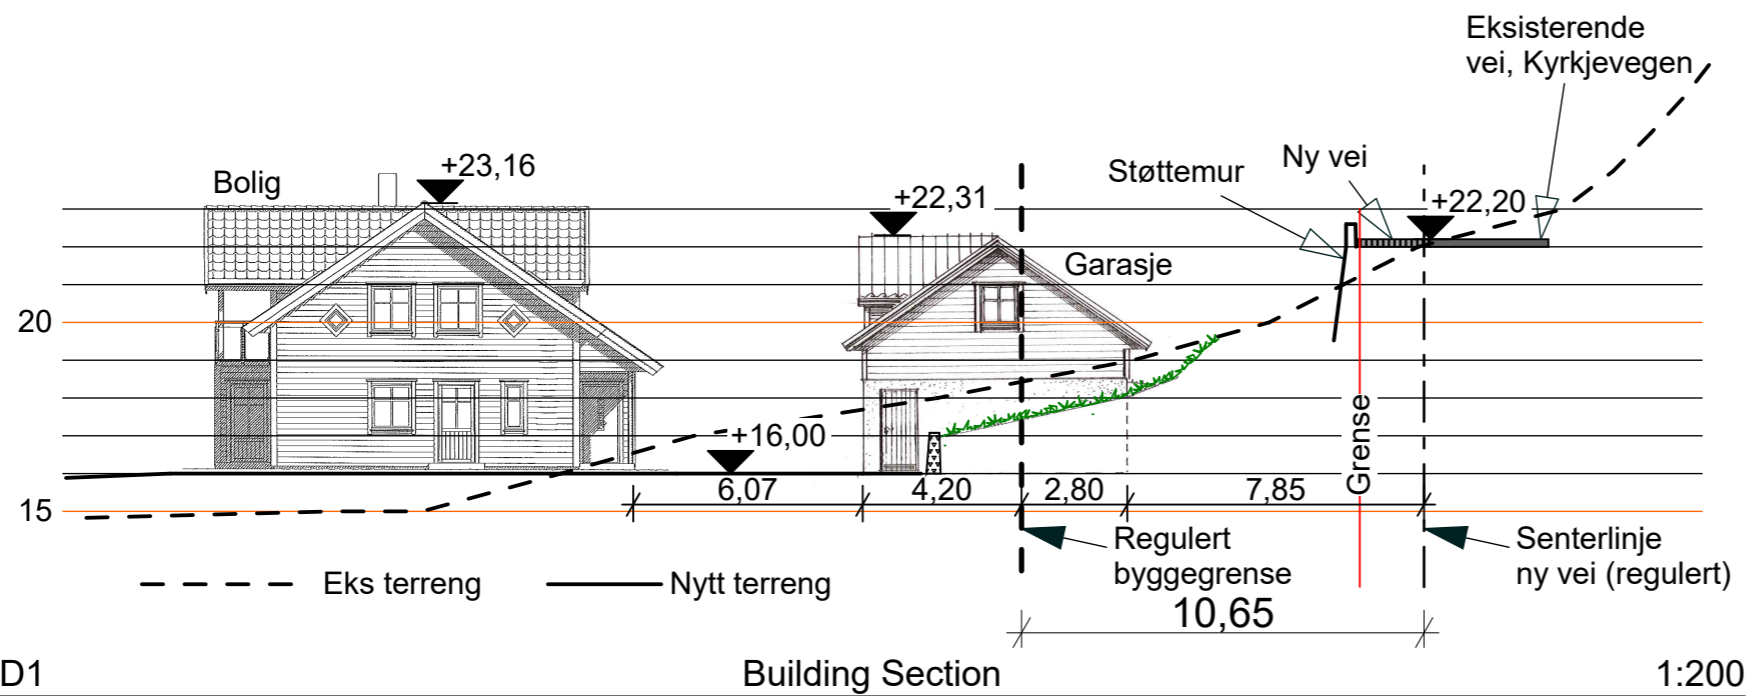 Eksisterende
vei, Kyrkjevegen
Bolig
+23,16
+22,31
Støttemur
Ny vei
+22,20
Garasje
20
+16,00
Grense
6,07
4,20
2,80
7,85
15
Regulert
byggegrense
Senterlinje
ny vei (regulert)
Eks terreng
Nytt terreng
10,65
D1
Building Section
1:200